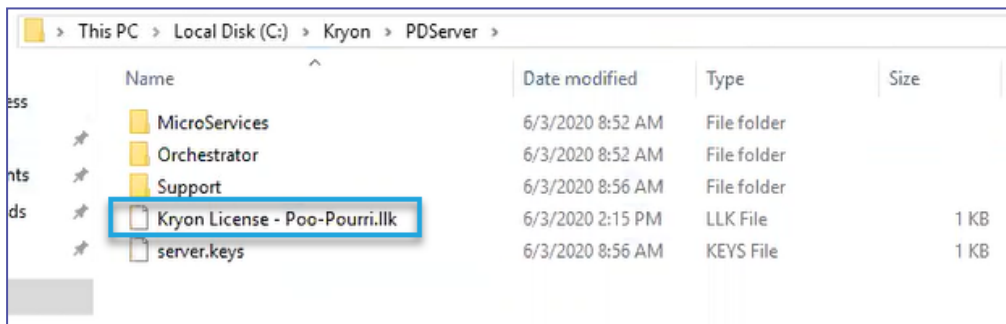 This PC > Local Disk (C:) > Kryon > PDServer >
Name Date modified Type Size
ess
MicroServices 6/3/2020 8:52 AM File folder
Orchestrator 6/3/2020 8:52 AM File folder
nts Support 6/3/2020 8:56 AM File folder
ds Kryon License - Poo-Pourri.llk 6/3/2020 2:15 PM LLK File 1 KB
server.keys 6/3/2020 8:56 AM KEYS File 1 KB